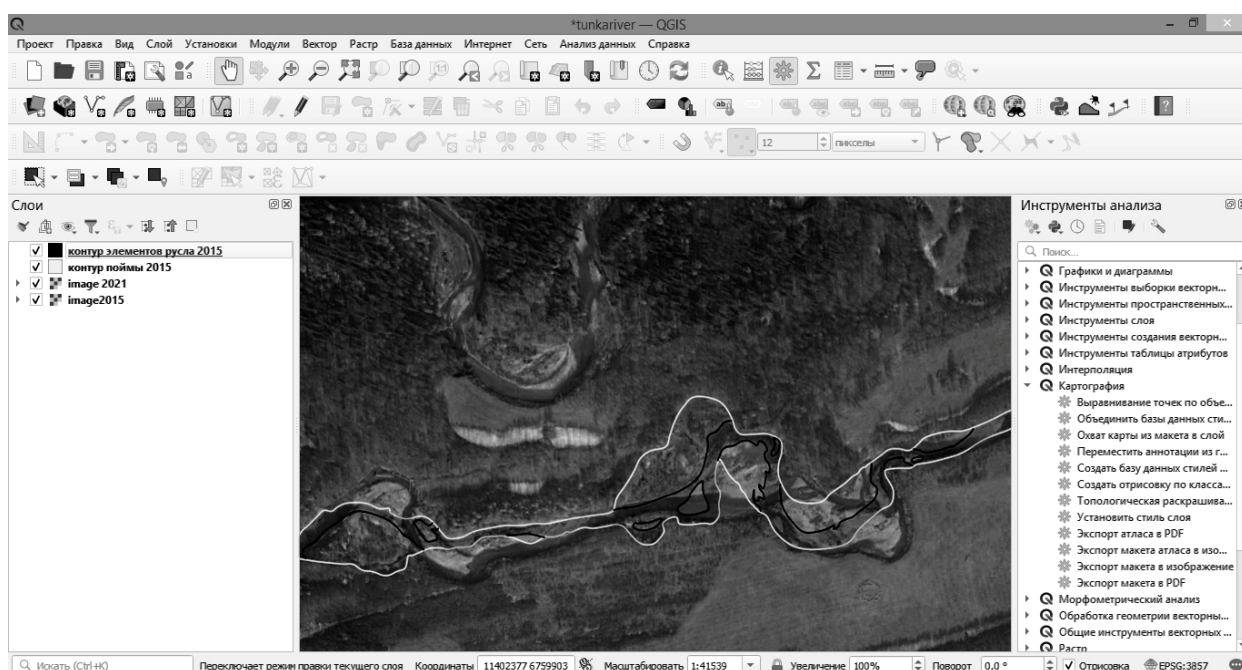 *tunkariver — QGIS
Проект Правка Вид Слой Установки Модули Вектор Растр База данных Интернет Сеть Анализ данных Справка
12 пикселы
Слои
контур элементов русла 2015
контур поймы 2015
image 2021
image2015
Инструменты анализа
Поиск...
Графики и диаграммы
Инструменты выборки векторн...
Инструменты пространственных...
Инструменты слоя
Инструменты создания векторн...
Инструменты таблицы атрибутов
Интерполяция
Картография
Выравнивание точек по объе...
Объединить базы данных сти...
Охват карты из макета в слой
Переместить аннотации из г...
Создать базу данных стилей ...
Создать отрисовку по класса...
Топологическая раскрашива...
Установить стиль слоя
Экспорт атласа в PDF
Экспорт макета атласа в изо...
Экспорт макета в изображение
Экспорт макета в PDF
Морфометрический анализ
Обработка геометрии векторны...
Общие инструменты векторных ...
Растр
Искать (Ctrl+K) Переключает режим правки текущего слоя Координаты 11402377 6759903 Масштабировать 1:41539 Увеличение 100% Поворот 0,0 ° Отрисовка EPSG:3857